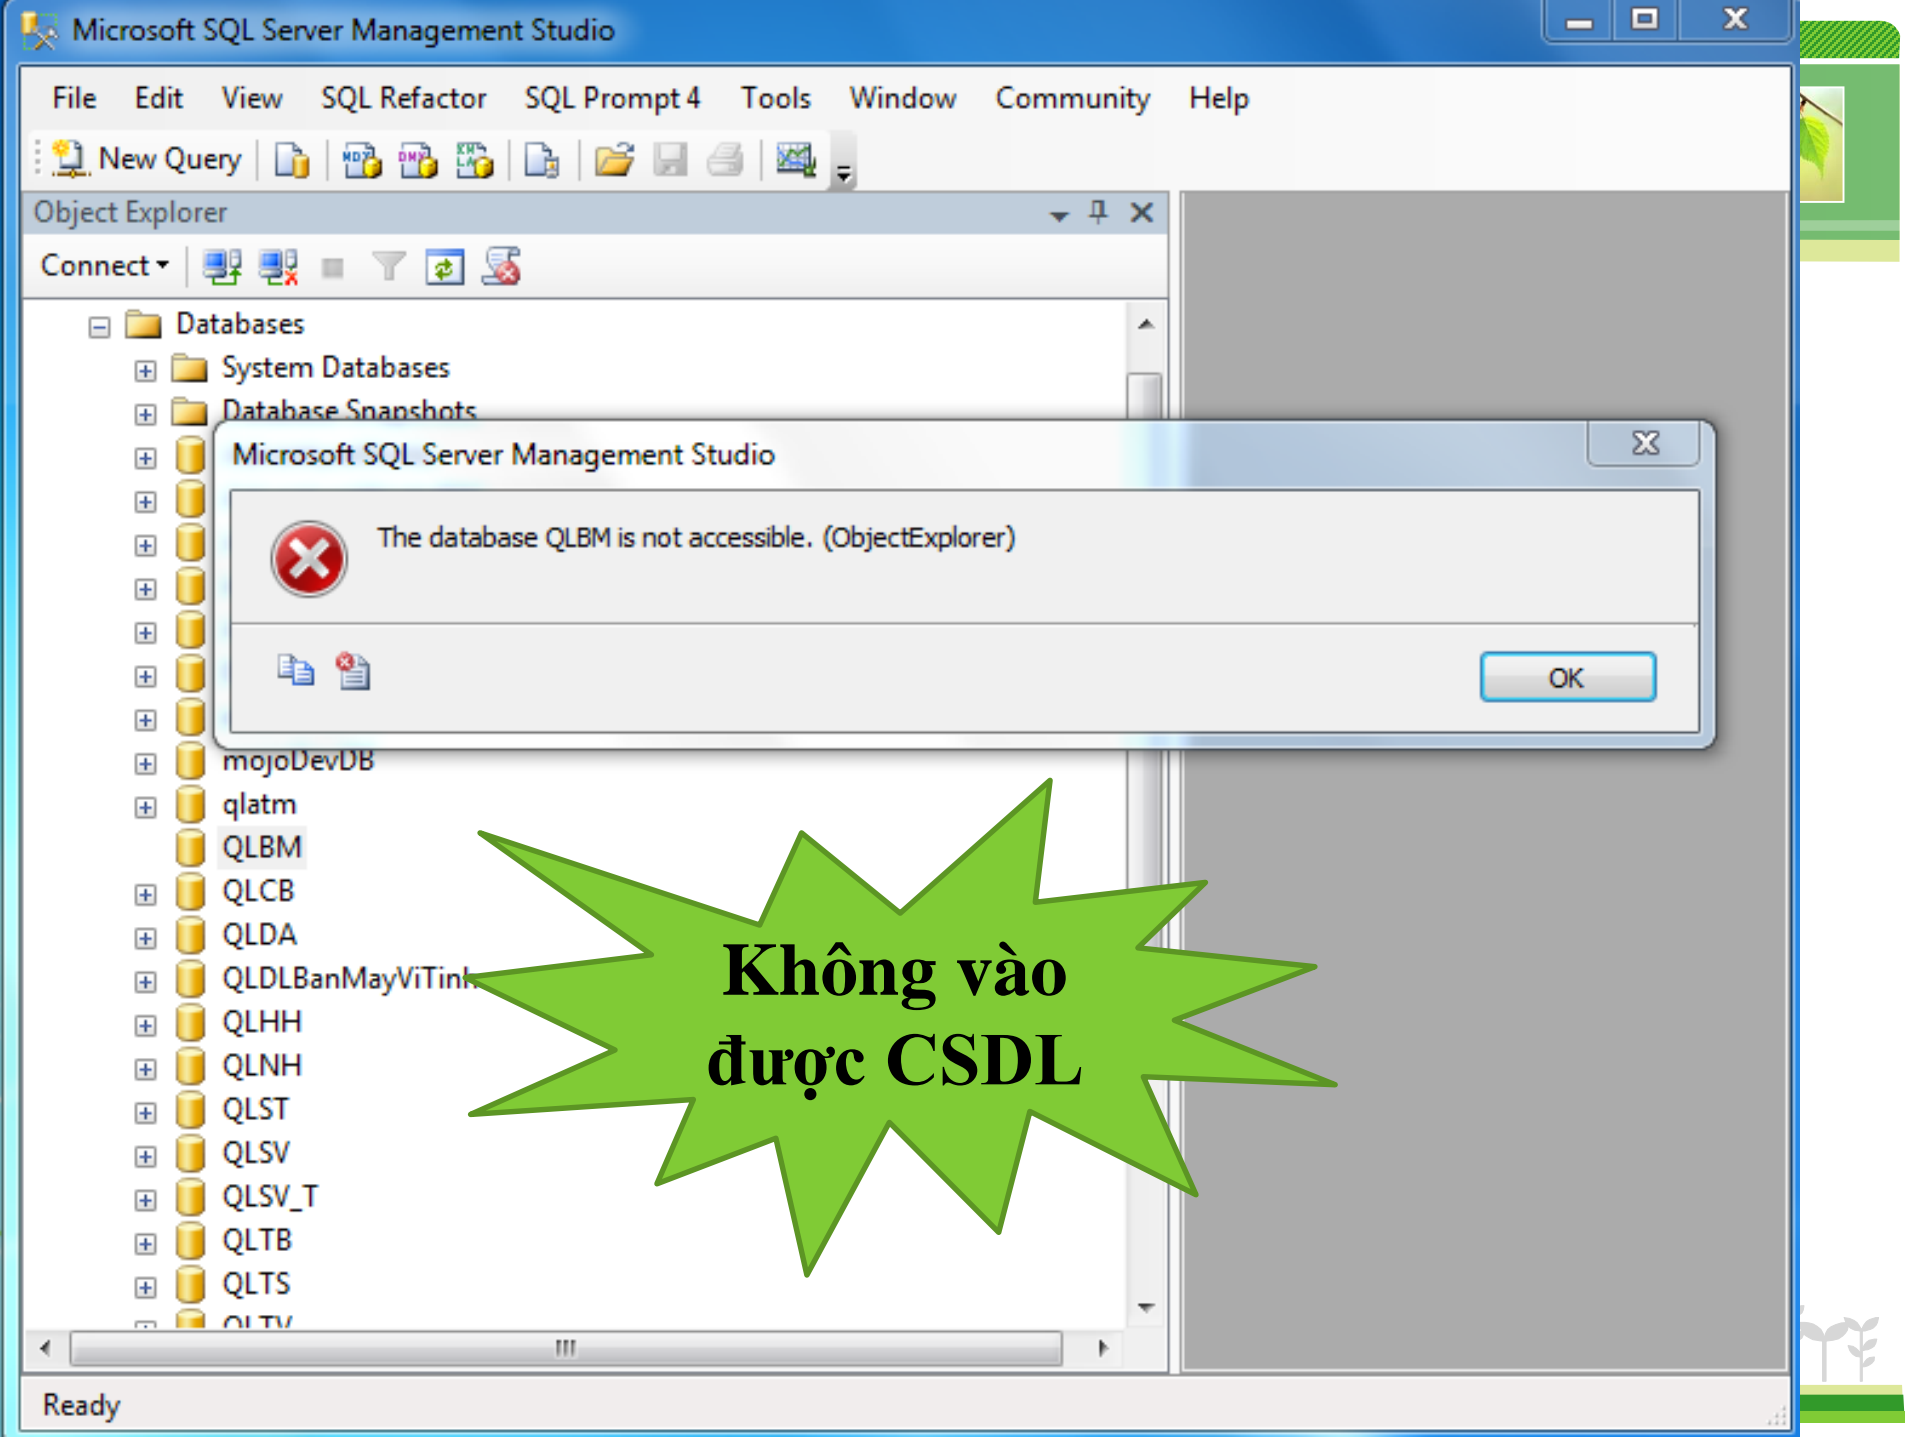 Microsoft SQL Server Management Studio
File Edit View SQL Refactor SQL Prompt 4 Tools Window Community Help
New Query
Object Explorer
Connect
Databases
System Databases
Database Snapshots
Microsoft SQL Server Management Studio
The database QLBM is not accessible. (ObjectExplorer)
OK
mojoDevDB
qlatm
QLBM
QLCB
QLDA
QLDLBanMayViTinh
QLHH
QLNH
QLST
QLSV
QLSV_T
QLTB
QLTS
QLTV
Không vào
được CSDL
Ready